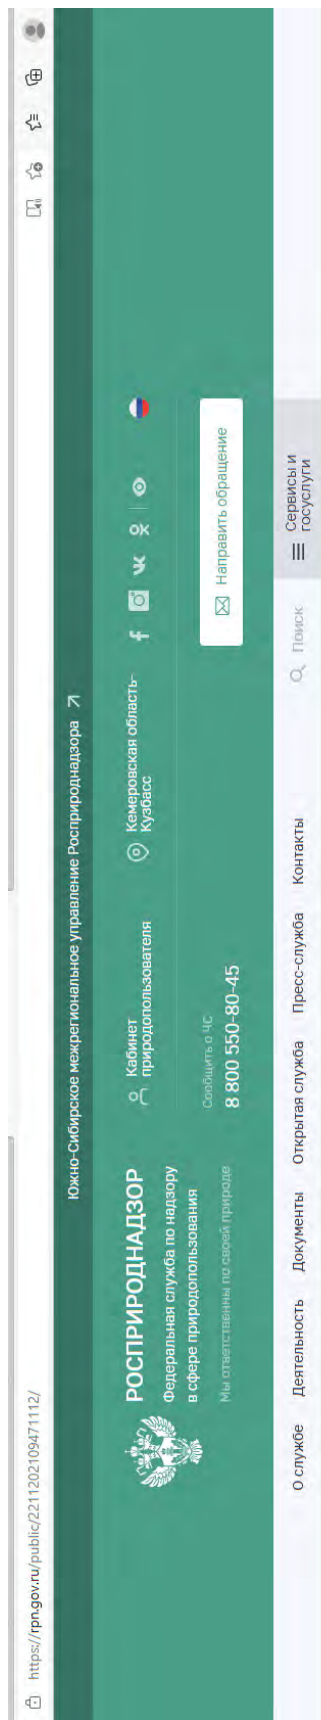 https://rpn.gov.ru/public/22112021094711112/
Южно-Сибирское межрегиональное управление Росприроднадзора
РОСПРИРОДНАДЗОР
Федеральная служба по надзору
в сфере природопользования
Мы ответственны по своей природе
Кабинет
природопользователя
Кемеровская область-
Кузбасс
Сообщить о ЧС
8 800 550-80-45
Направить обращение
О службе
Деятельность
Документы
Открытая служба
Пресс-служба
Контакты
Поиск
Сервисы и
госуслуги